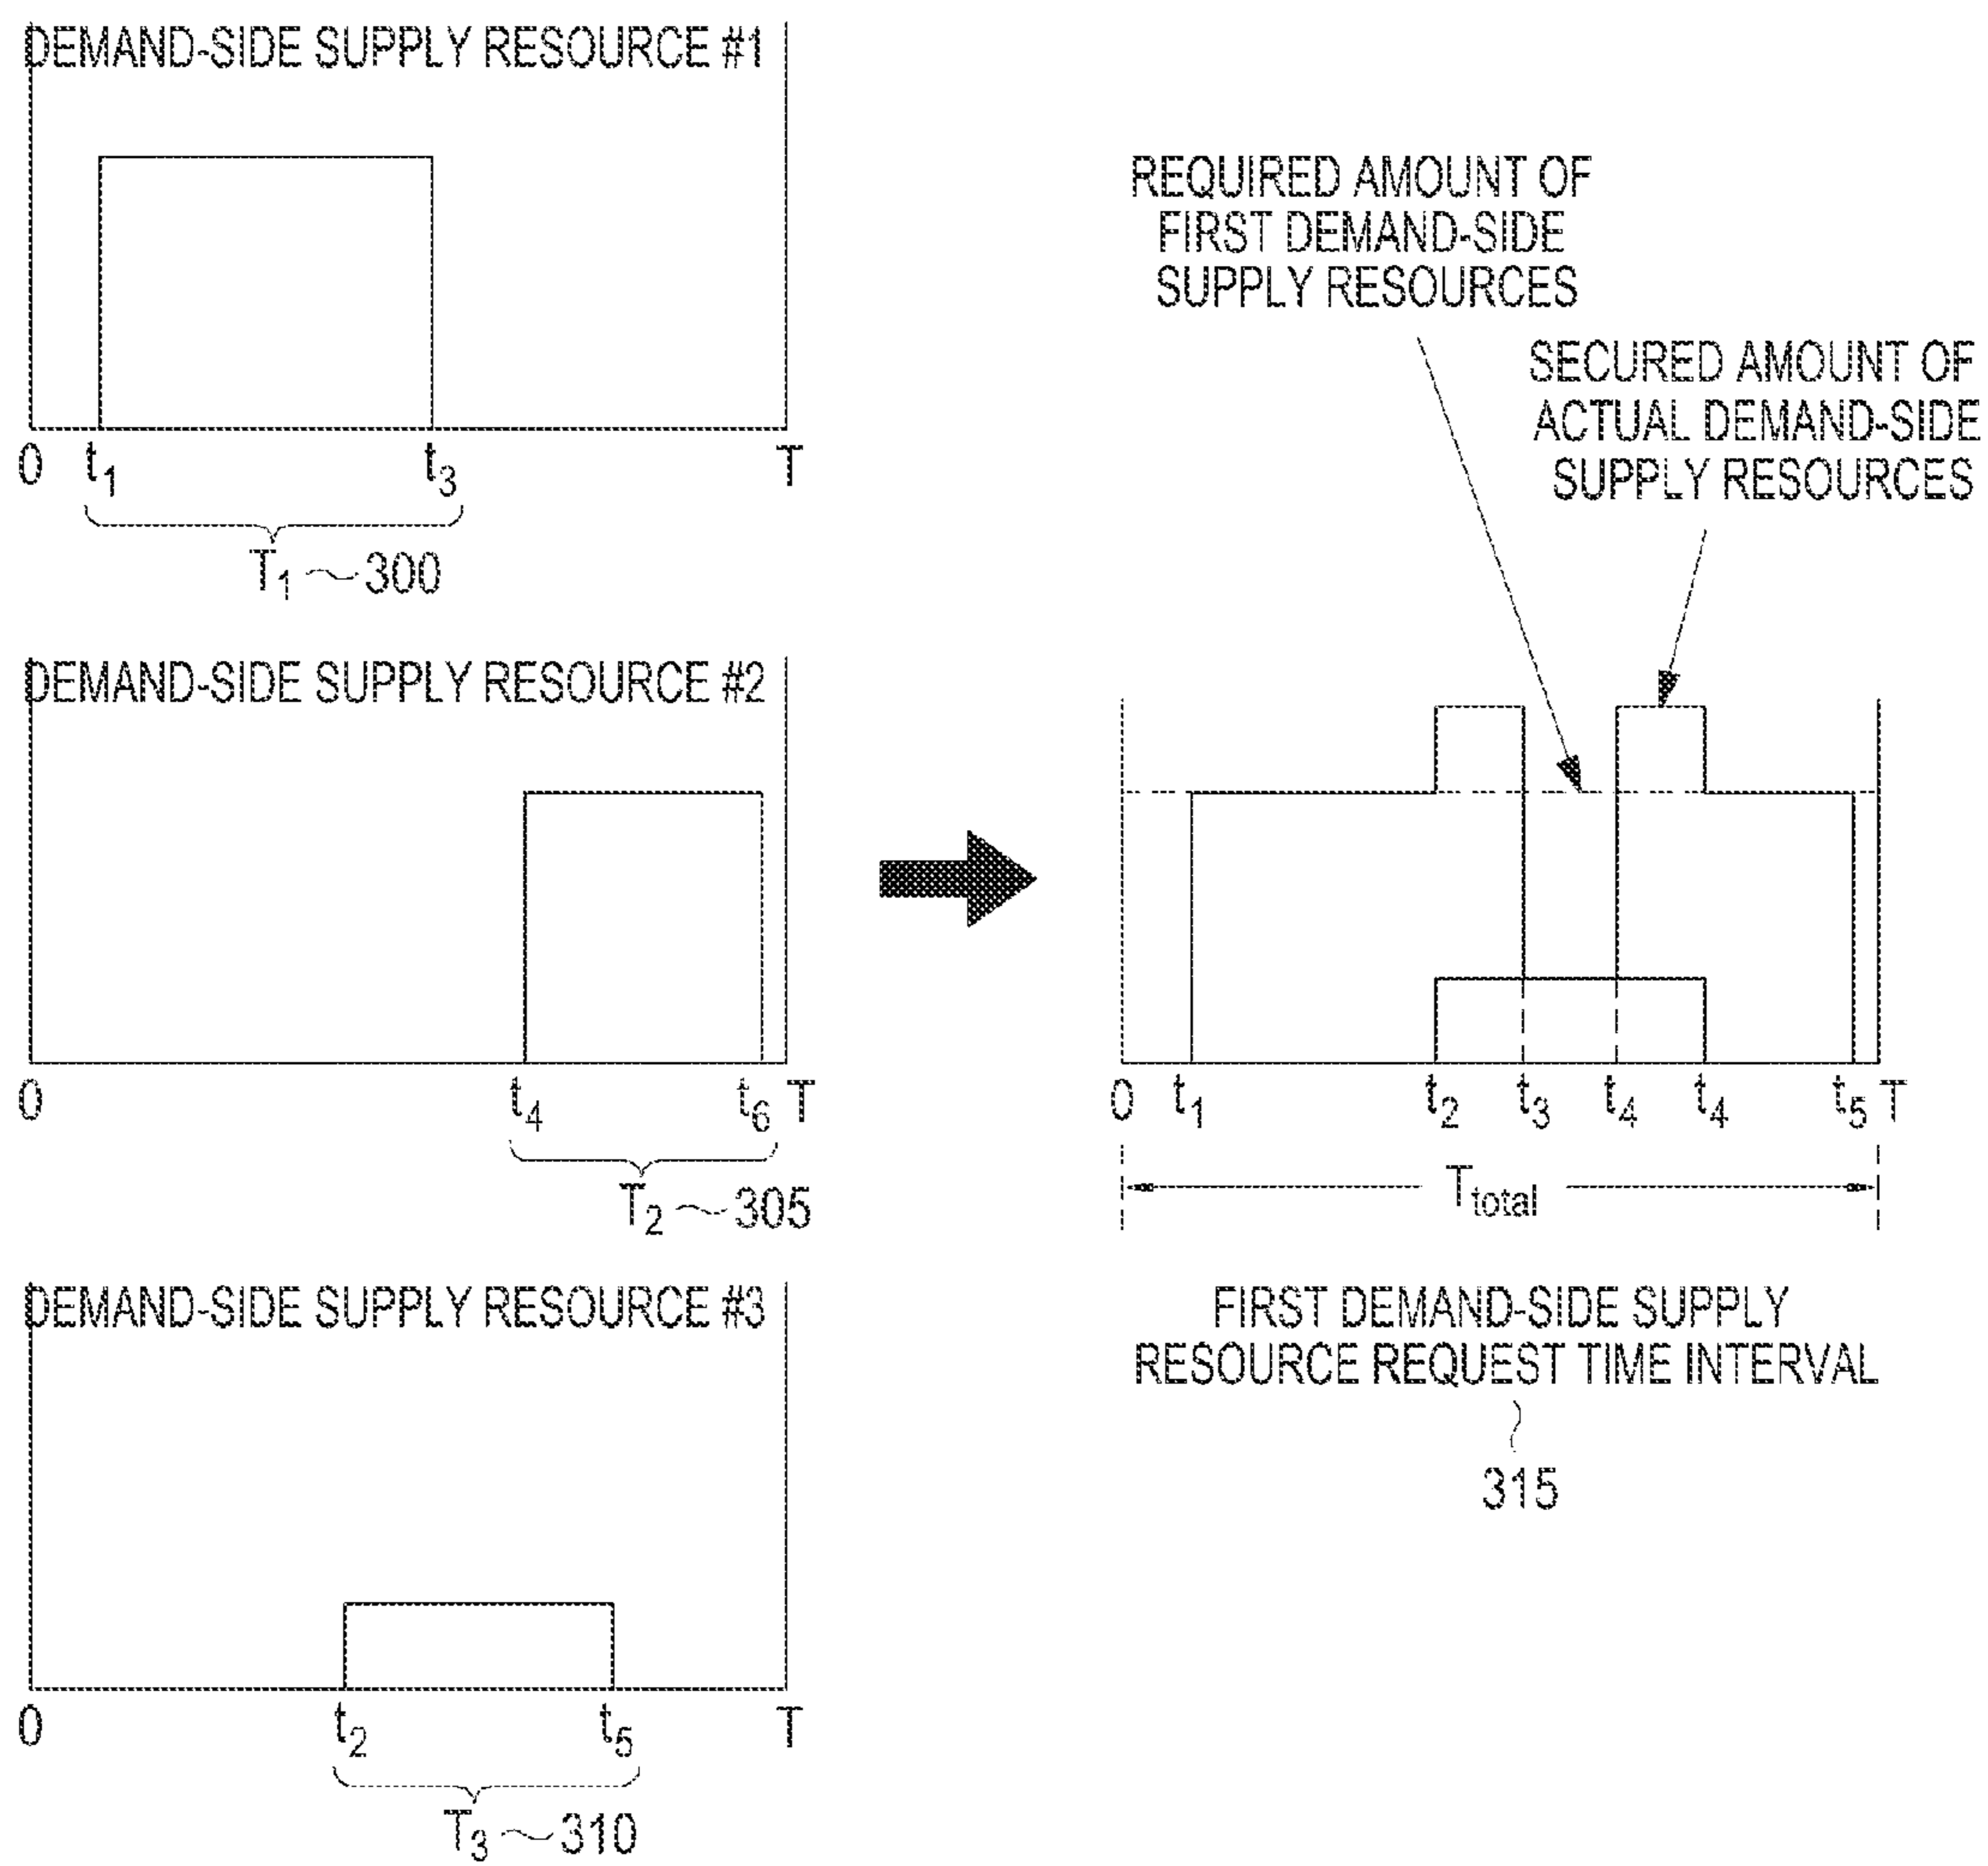 DEMAND-SIDE SUPPLY RESOURCE #1
0 t1 t3 T
T1 ~ 300
DEMAND-SIDE SUPPLY RESOURCE #2
0 t4 t6 T
T2 ~ 305
DEMAND-SIDE SUPPLY RESOURCE #3
0 t2 t5 T
T3 ~ 310
REQUIRED AMOUNT OF
FIRST DEMAND-SIDE
SUPPLY RESOURCES
SECURED AMOUNT OF
ACTUAL DEMAND-SIDE
SUPPLY RESOURCES
0 t1 t2 t3 t4 t4 t5 T
Ttotal
FIRST DEMAND-SIDE SUPPLY
RESOURCE REQUEST TIME INTERVAL
315